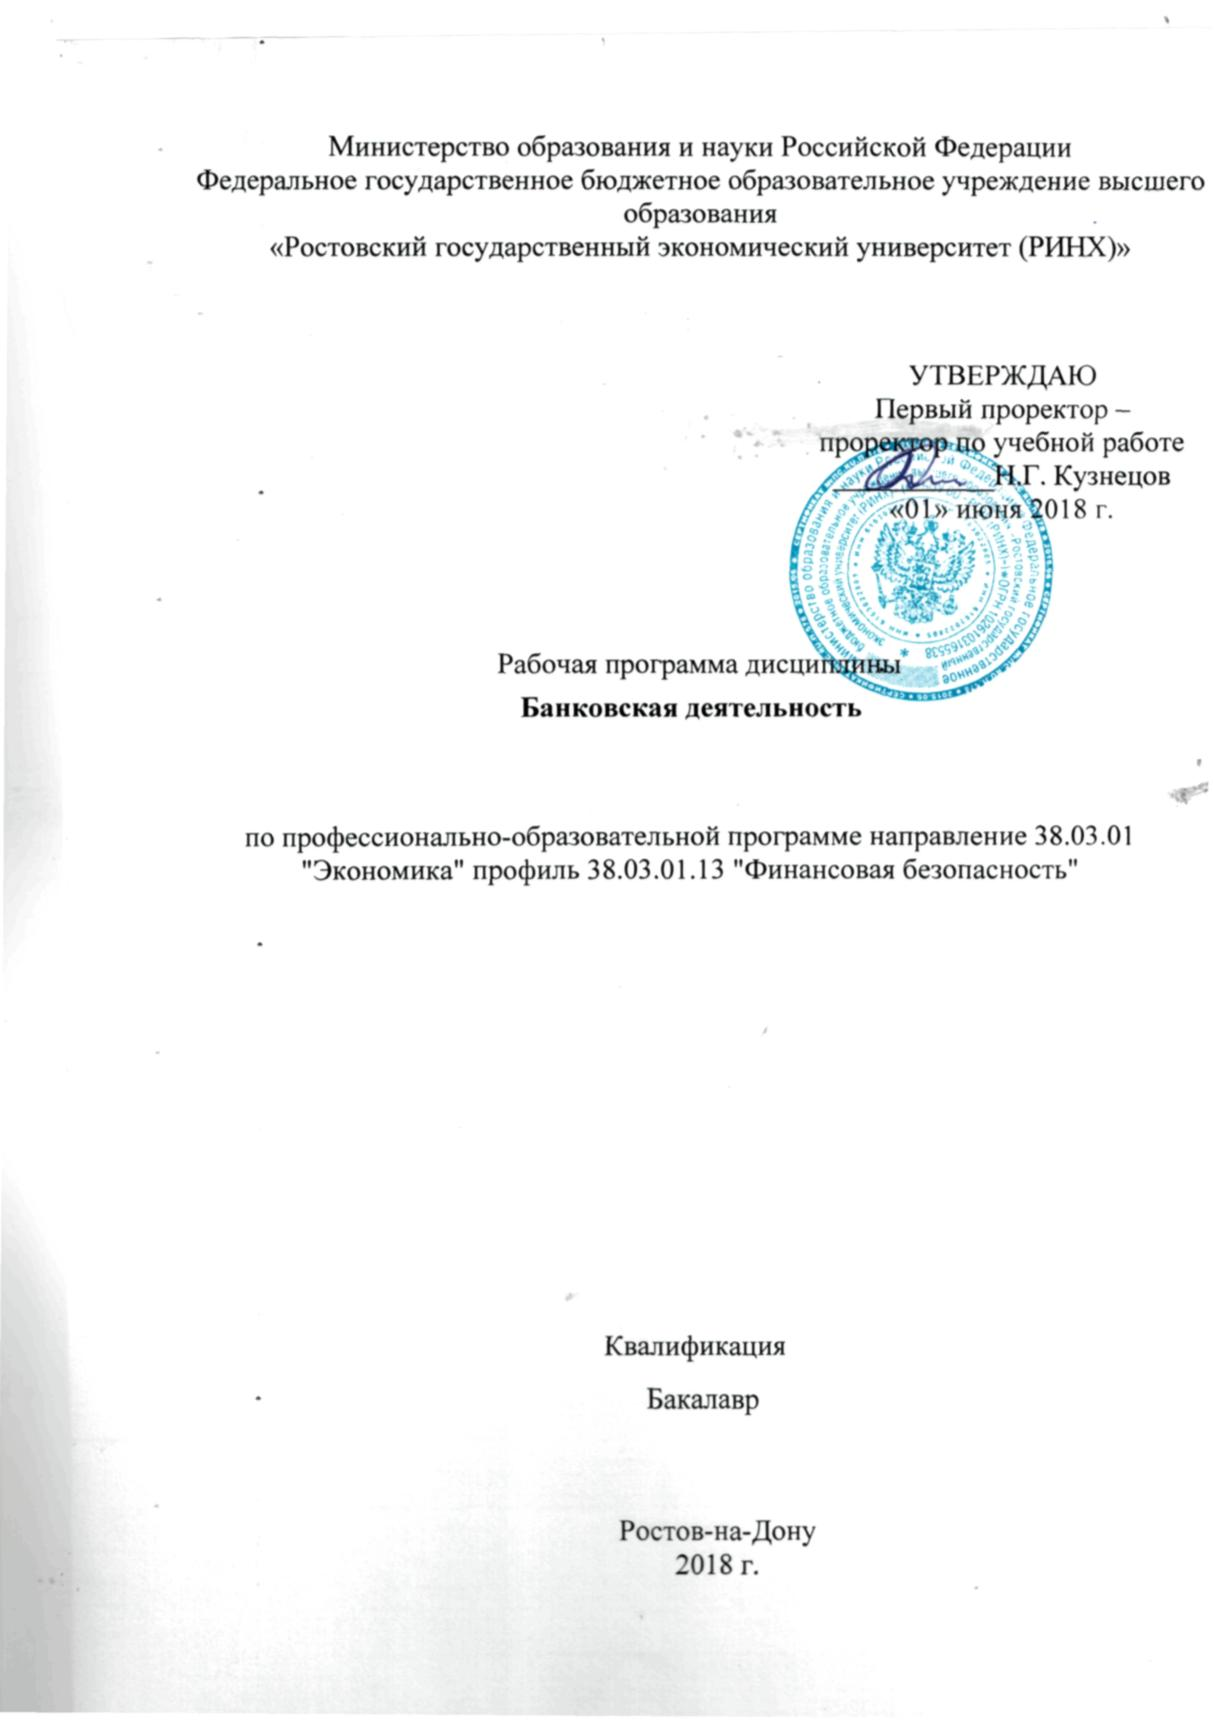 Министерство образования и науки Российской Федерации
Федеральное государственное бюджетное образовательное учреждение высшего
образования
«Ростовский государственный экономический университет (РИНХ)»
УТВЕРЖДАЮ
Первый проректор –
проректор по учебной работе
Н.Г. Кузнецов
«01» июня 2018 г.
Рабочая программа дисциплины
Банковская деятельность
по профессионально-образовательной программе направление 38.03.01
"Экономика" профиль 38.03.01.13 "Финансовая безопасность"
Квалификация
Бакалавр
Ростов-на-Дону
2018 г.